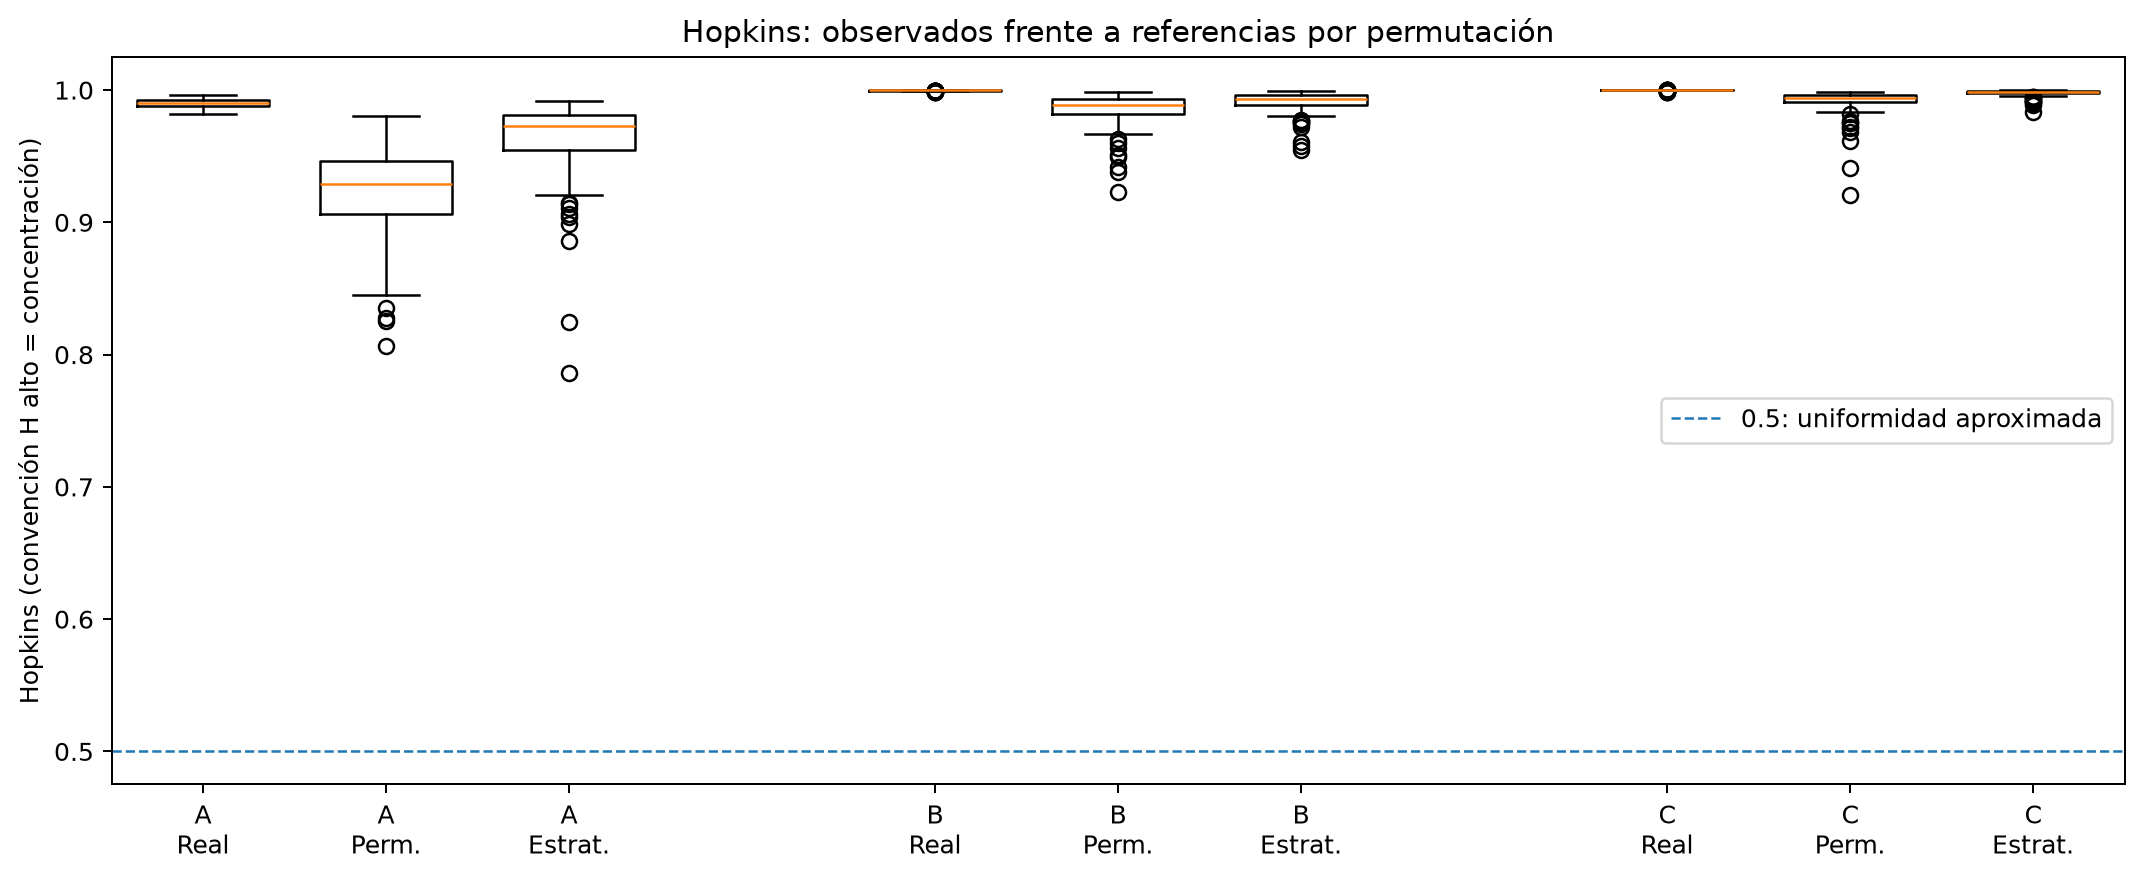 Hopkins: observados frente a referencias por permutación
Hopkins (convención H alto = concentración)
1.0
0.9
0.8
0.7
0.6
0.5
0.5: uniformidad aproximada
A
Real
A
Perm.
A
Estrat.
B
Real
B
Perm.
B
Estrat.
C
Real
C
Perm.
C
Estrat.